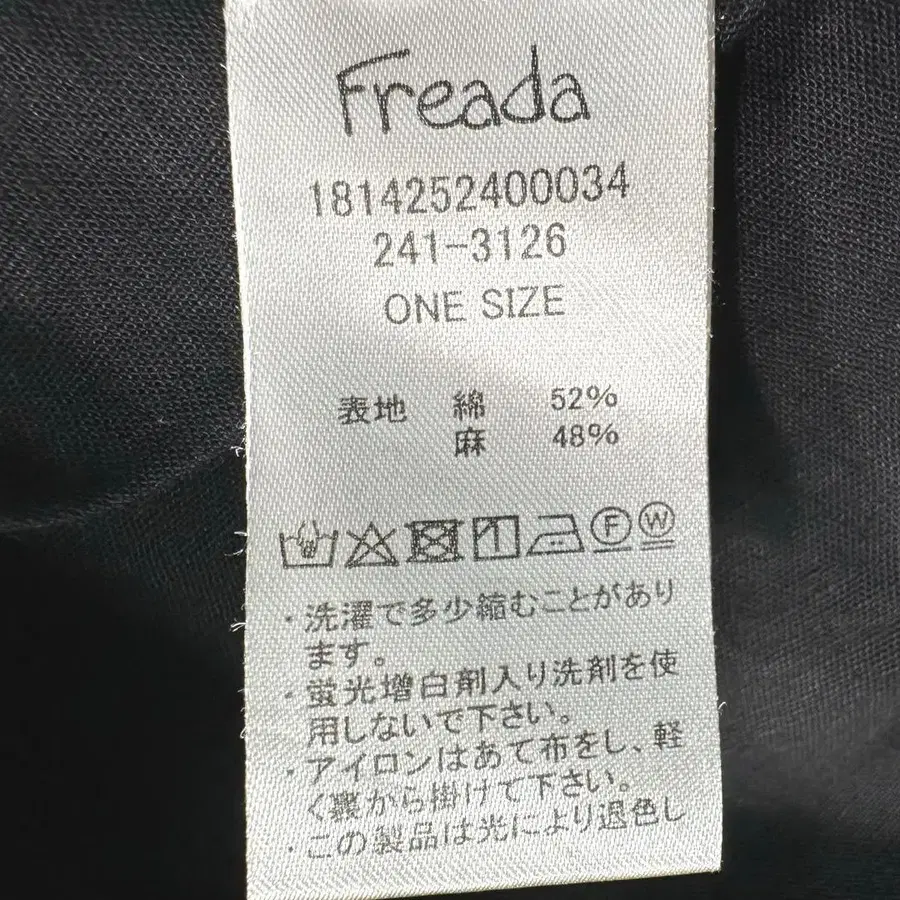 Freada
1814252400034
241-3126
ONE SIZE
表地 綿 52%
麻 48%
F W
・洗濯で多少縮むことがあり
ます。
・蛍光増白剤入り洗剤を使
用しないで下さい。
・アイロンはあて布をし、軽
く裏から掛けて下さい。
・この製品は光により退色し